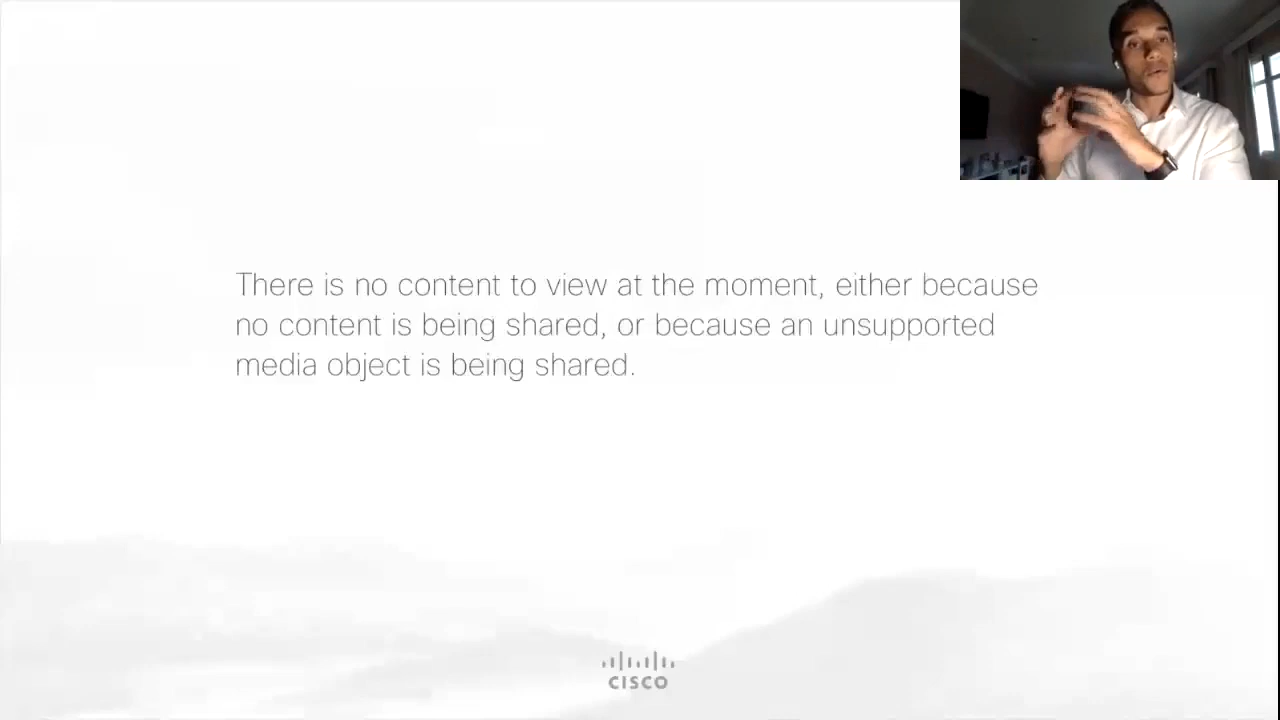 There is no content to view at the moment, either because
no content is being shared, or because an unsupported
media object is being shared.
CISCO